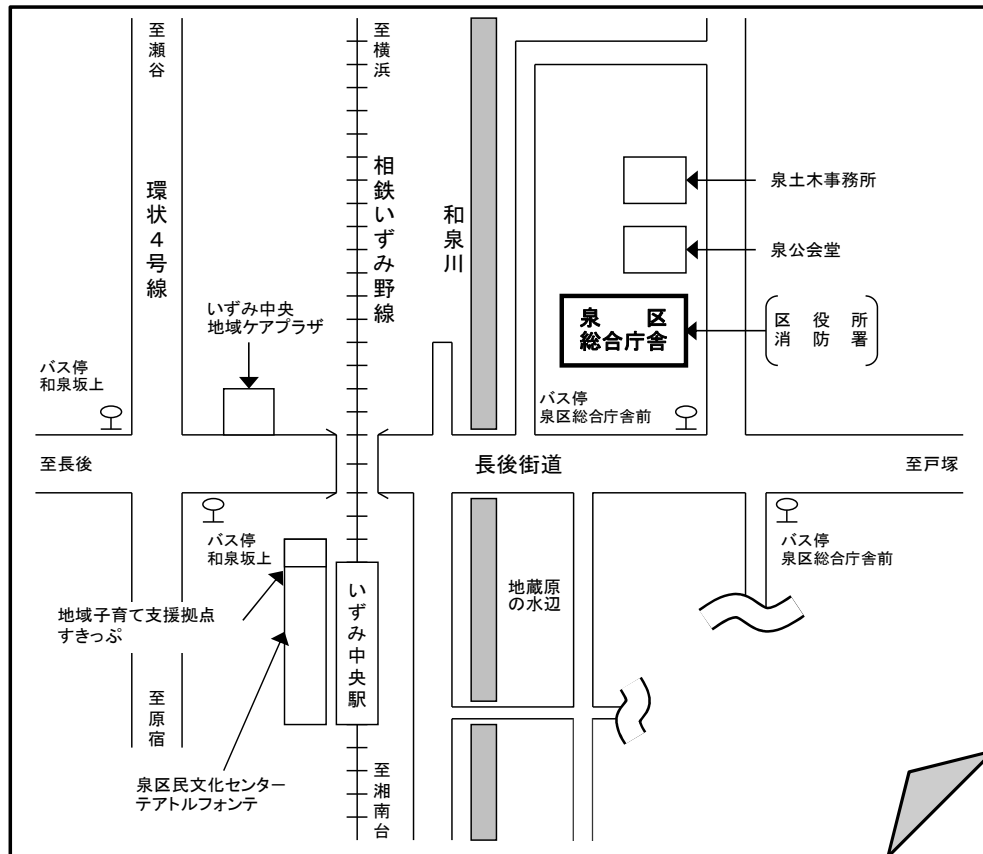 至瀬谷
至横浜
環状４号線
相鉄いずみ野線
和泉川
泉土木事務所
泉公会堂
泉　区
総合庁舎
区役所
消防署
いずみ中央
地域ケアプラザ
バス停
和泉坂上
バス停
泉区総合庁舎前
至長後
長後街道
至戸塚
バス停
和泉坂上
バス停
泉区総合庁舎前
地域子育て支援拠点
すきっぷ
いずみ中央駅
地蔵原
の水辺
至原宿
泉区民文化センター
テアトルフォンテ
至湘南台